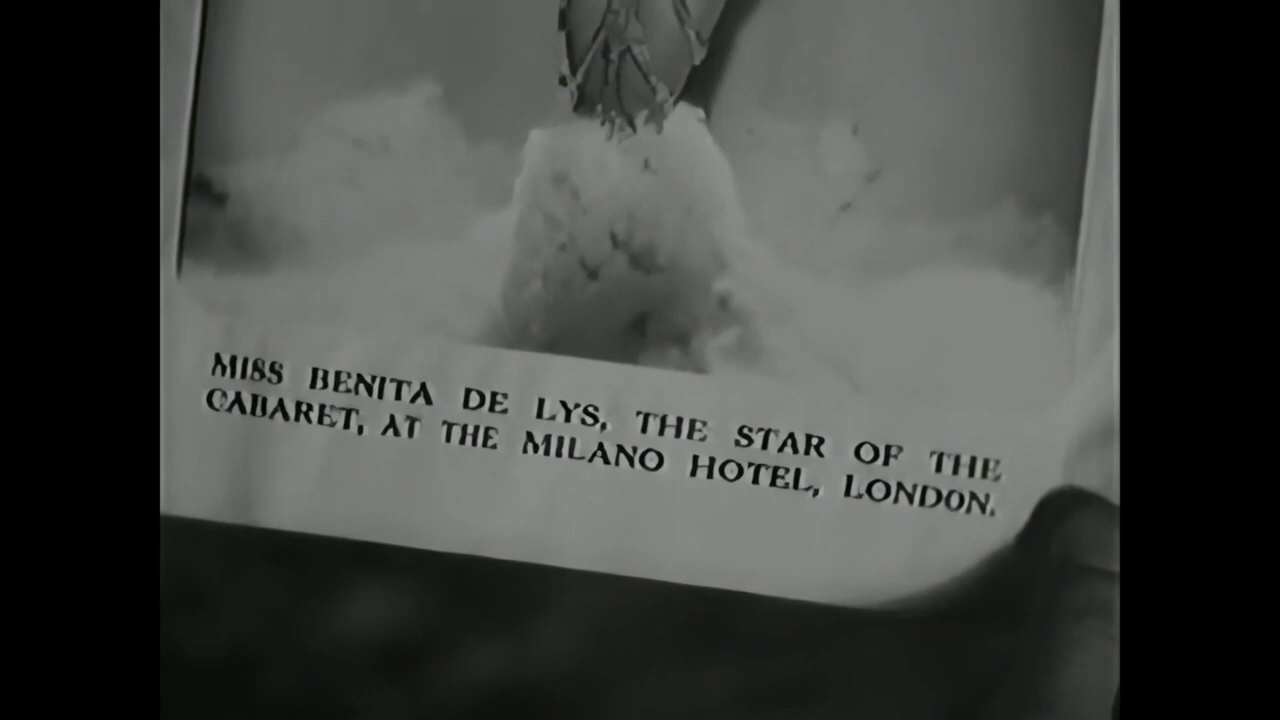 MISS BENITA DE LYS, THE STAR OF THE
CABARET, AT THE MILANO HOTEL, LONDON.